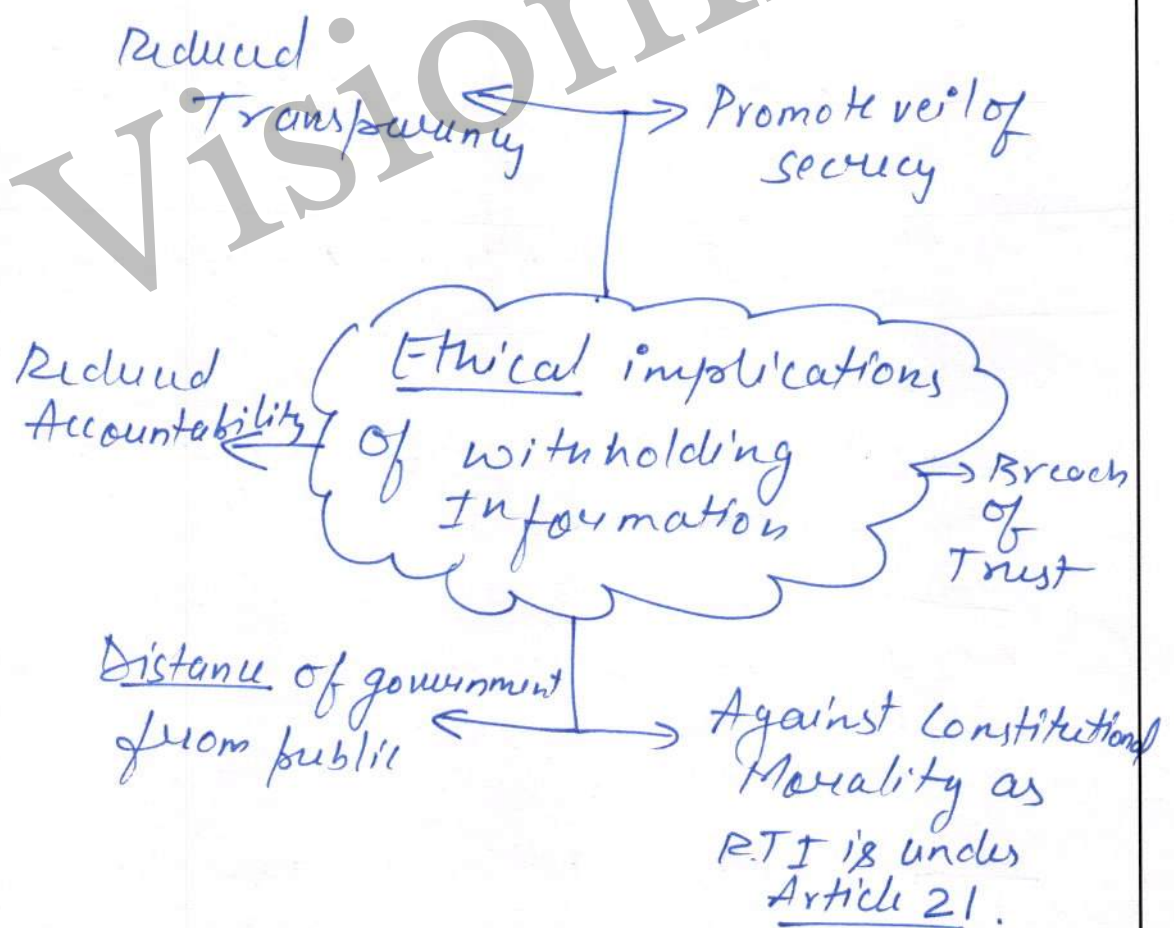 Vision
Reduced
Transparency
Promote veil of
secrecy
Ethical implications
of withholding
Information
Reduced
Accountability
Breach
of
Trust
Distance of government
from public
Against Constitutional
Morality as
RTI is under
Article 21.